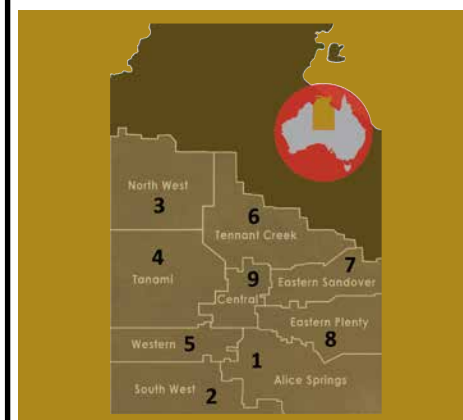 North West
3
6
Tennant Creek
4
Tanami
7
9
Eastern Sandover
Central
Eastern Plenty
8
Western 5
1
Alice Springs
South West 2